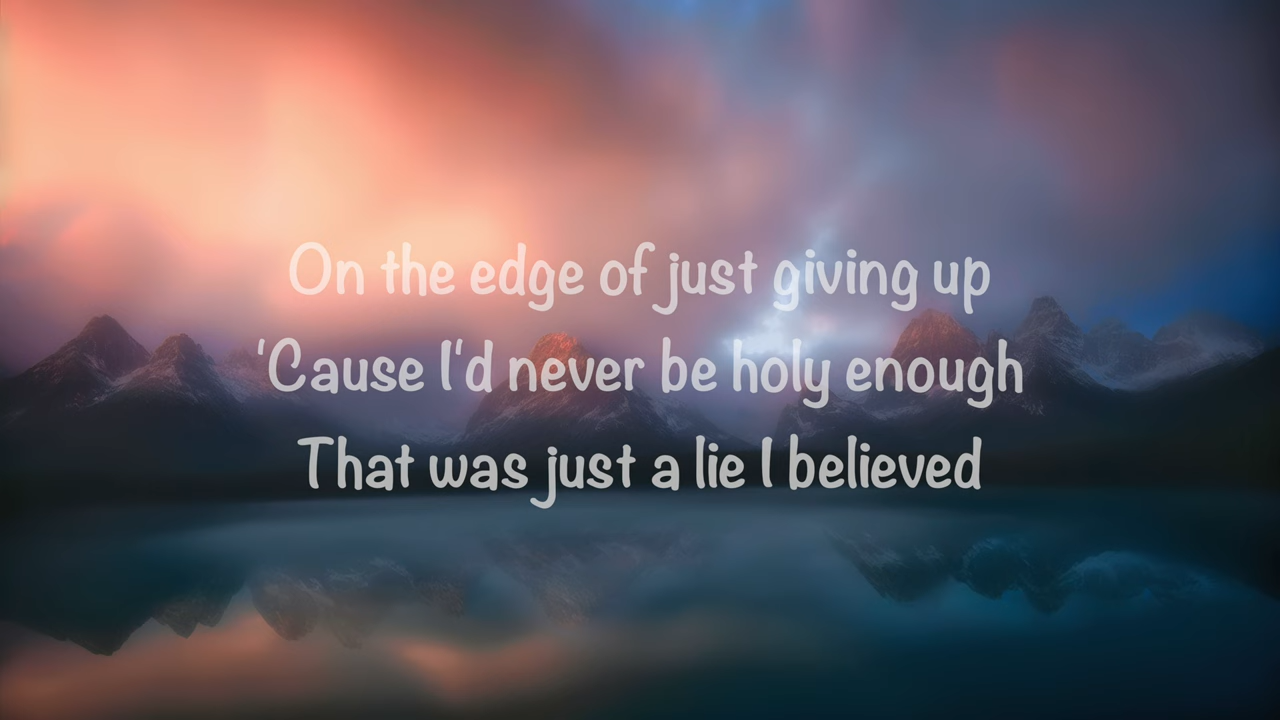 On the edge of just giving up
'Cause I'd never be holy enough
That was just a lie I believed